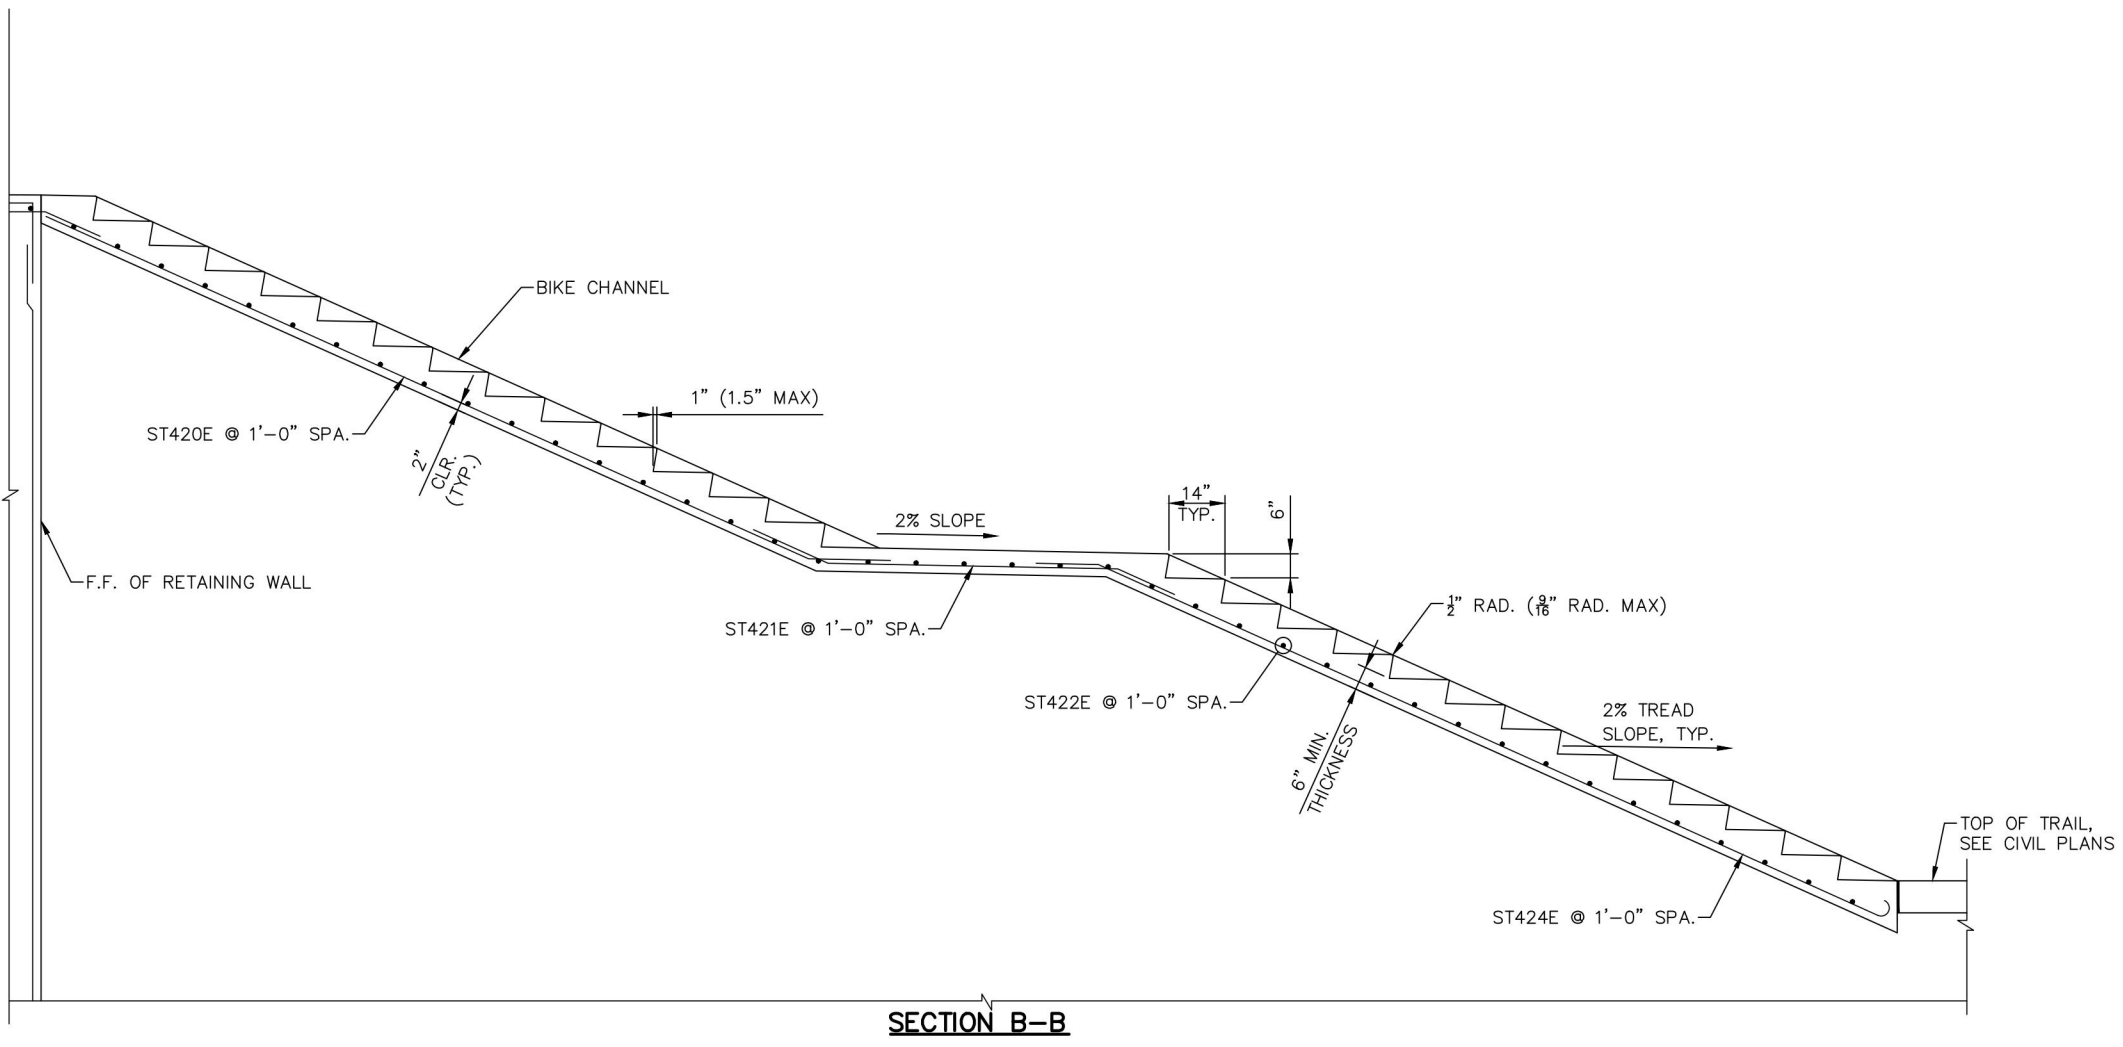 BIKE CHANNEL
1" (1.5" MAX)
ST420E @ 1'-0" SPA.
2"
CLR.
(TYP.)
14"
TYP.
6"
2% SLOPE
F.F. OF RETAINING WALL
ST421E @ 1'-0" SPA.
1/2" RAD. (9/16" RAD. MAX)
ST422E @ 1'-0" SPA.
2% TREAD
SLOPE, TYP.
6" MIN.
THICKNESS
TOP OF TRAIL,
SEE CIVIL PLANS
ST424E @ 1'-0" SPA.
SECTION B-B